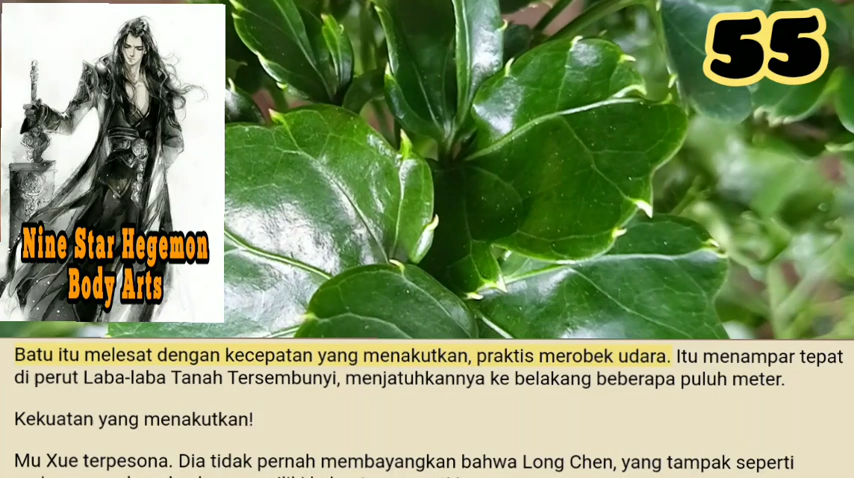 55
Nine Star Hegemon
Body Arts
Batu itu melesat dengan kecepatan yang menakutkan, praktis merobek udara. Itu menampar tepat
di perut Laba-laba Tanah Tersembunyi, menjatuhkannya ke belakang beberapa puluh meter.
Kekuatan yang menakutkan!
Mu Xue terpesona. Dia tidak pernah membayangkan bahwa Long Chen, yang tampak seperti